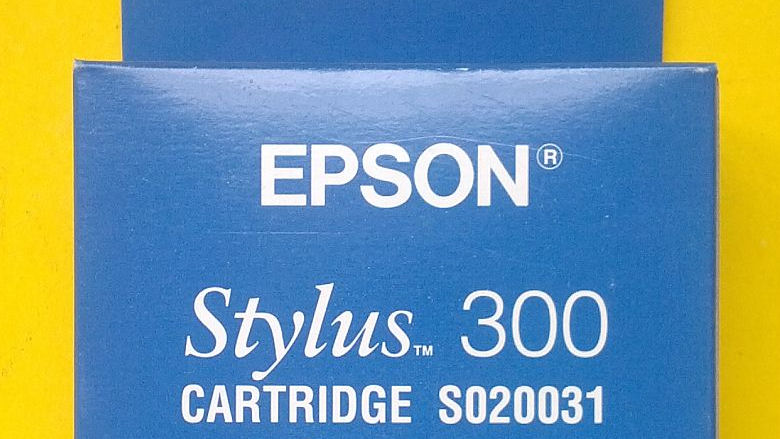 EPSON®
Stylus™ 300
CARTRIDGE S020031